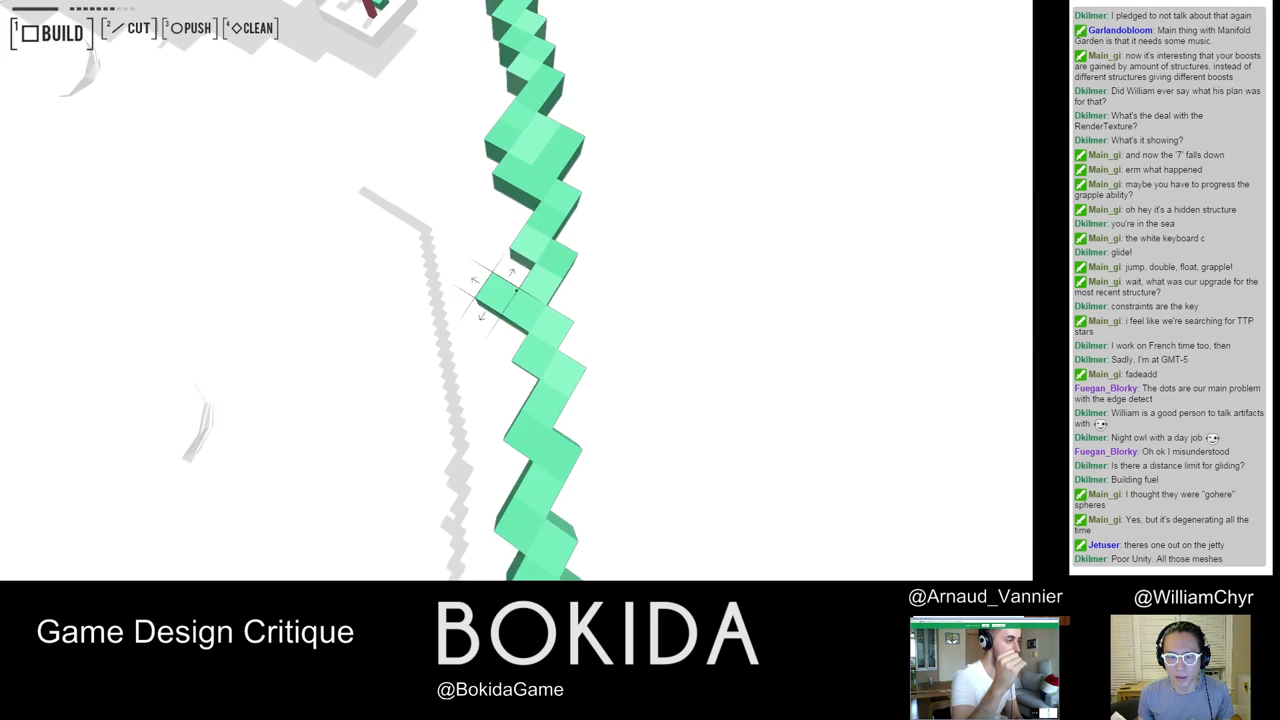 1 BUILD 2 CUT 3 PUSH 4 CLEAN
Dkilmer: I pledged to not talk about that again
Garlandobloom: Main thing with Manifold
Garden is that it needs some music.
Main_gi: now it's interesting that your boosts
are gained by amount of structures, instead of
different structures giving different boosts
Dkilmer: Did William ever say what his plan was
for that?
Dkilmer: What's the deal with the
RenderTexture?
Dkilmer: What's it showing?
Main_gi: and now the '7' falls down
Main_gi: erm what happened
Main_gi: maybe you have to progress the
grapple ability?
Main_gi: oh hey it's a hidden structure
Dkilmer: you're in the sea
Main_gi: the white keyboard c
Dkilmer: glide!
Main_gi: jump, double, float, grapple!
Main_gi: wait, what was our upgrade for the
most recent structure?
Dkilmer: constraints are the key
Main_gi: i feel like we're searching for TTP
stars
Dkilmer: I work on French time too, then
Dkilmer: Sadly, I'm at GMT-5
Main_gi: fadeadd
Fuegan_Blorky: The dots are our main problem
with the edge detect
Dkilmer: William is a good person to talk artifacts
with
Dkilmer: Night owl with a day job
Fuegan_Blorky: Oh ok I misunderstood
Dkilmer: Is there a distance limit for gliding?
Dkilmer: Building fuel
Main_gi: I thought they were "gohere"
spheres
Main_gi: Yes, but it's degenerating all the
time
Jetuser: theres one out on the jetty
Dkilmer: Poor Unity. All those meshes
Game Design Critique
BOKIDA
@BokidaGame
@Arnaud_Vannier
@WilliamChyr